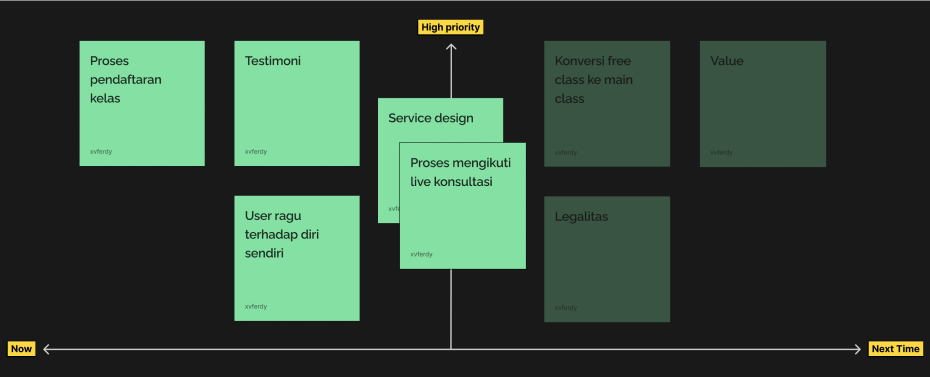 High priority
Proses
pendaftaran
kelas
xvferdy
Testimoni
xvferdy
Service design
xvf
Proses mengikuti
live konsultasi
xvferdy
Konversi free
class ke main
class
xvferdy
Value
xvferdy
User ragu
terhadap diri
sendiri
xvferdy
Legalitas
xvferdy
Now
Next Time